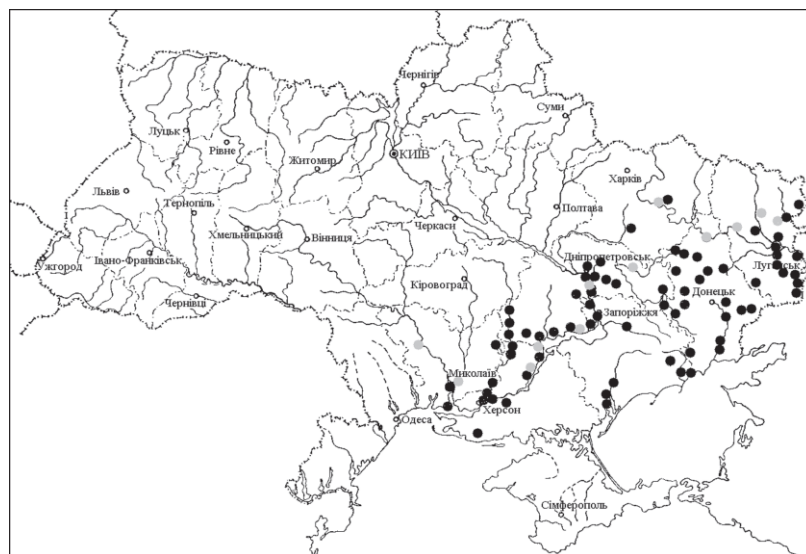 Чернігів
Суми
Луцьк
Рівне
КИЇВ
Житомир
Харків
Львів
Тернопіль
Полтава
Черкаси
Хмельницький
Вінниця
Ужгород
Івано-Франківськ
Дніпропетровськ
Луганськ
Кіровоград
Чернівці
Донецьк
Запоріжжя
Миколаїв
Херсон
Одеса
Сімферополь